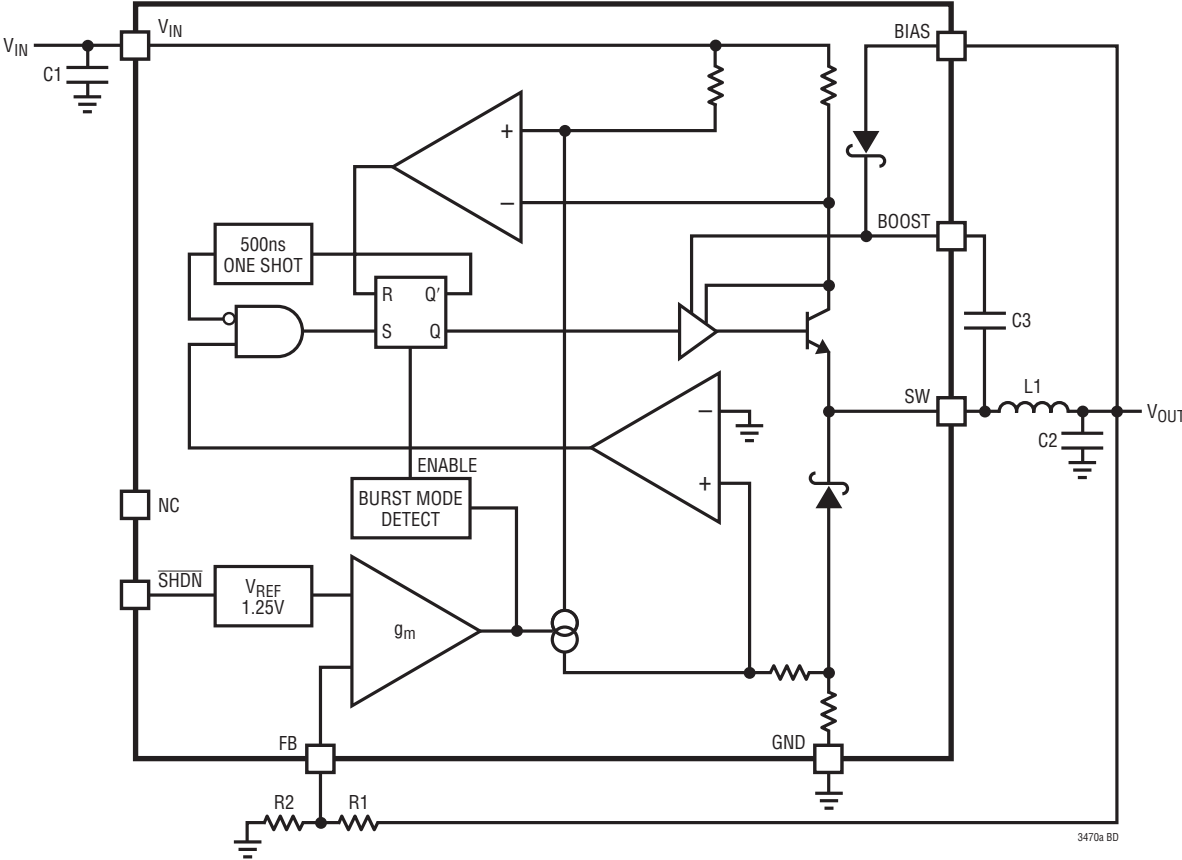 VIN
VIN
BIAS
C1
+
–
BOOST
500ns
ONE SHOT
R Q′
S Q
C3
SW
L1
VOUT
–
C2
ENABLE
+
BURST MODE
DETECT
NC
SHDN
VREF
1.25V
gm
FB
GND
R2
R1
3470a BD